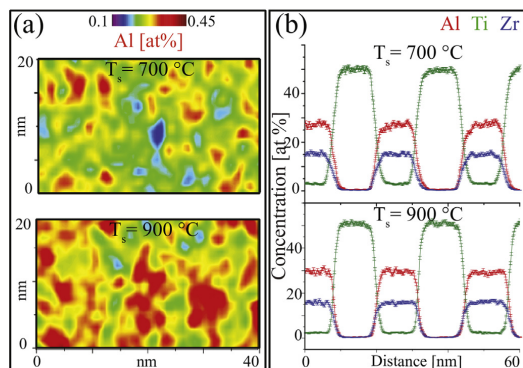 (a)
0.1 0.45
Al [at%]
20
Tₛ= 700 °C
nm
0
20
Tₛ= 900 °C
nm
0
0 nm 40
(b)
Al Ti Zr
Tₛ= 700 °C
40
20
0
Concentration [at %]
Tₛ= 900 °C
40
20
0
0 Distance [nm] 60